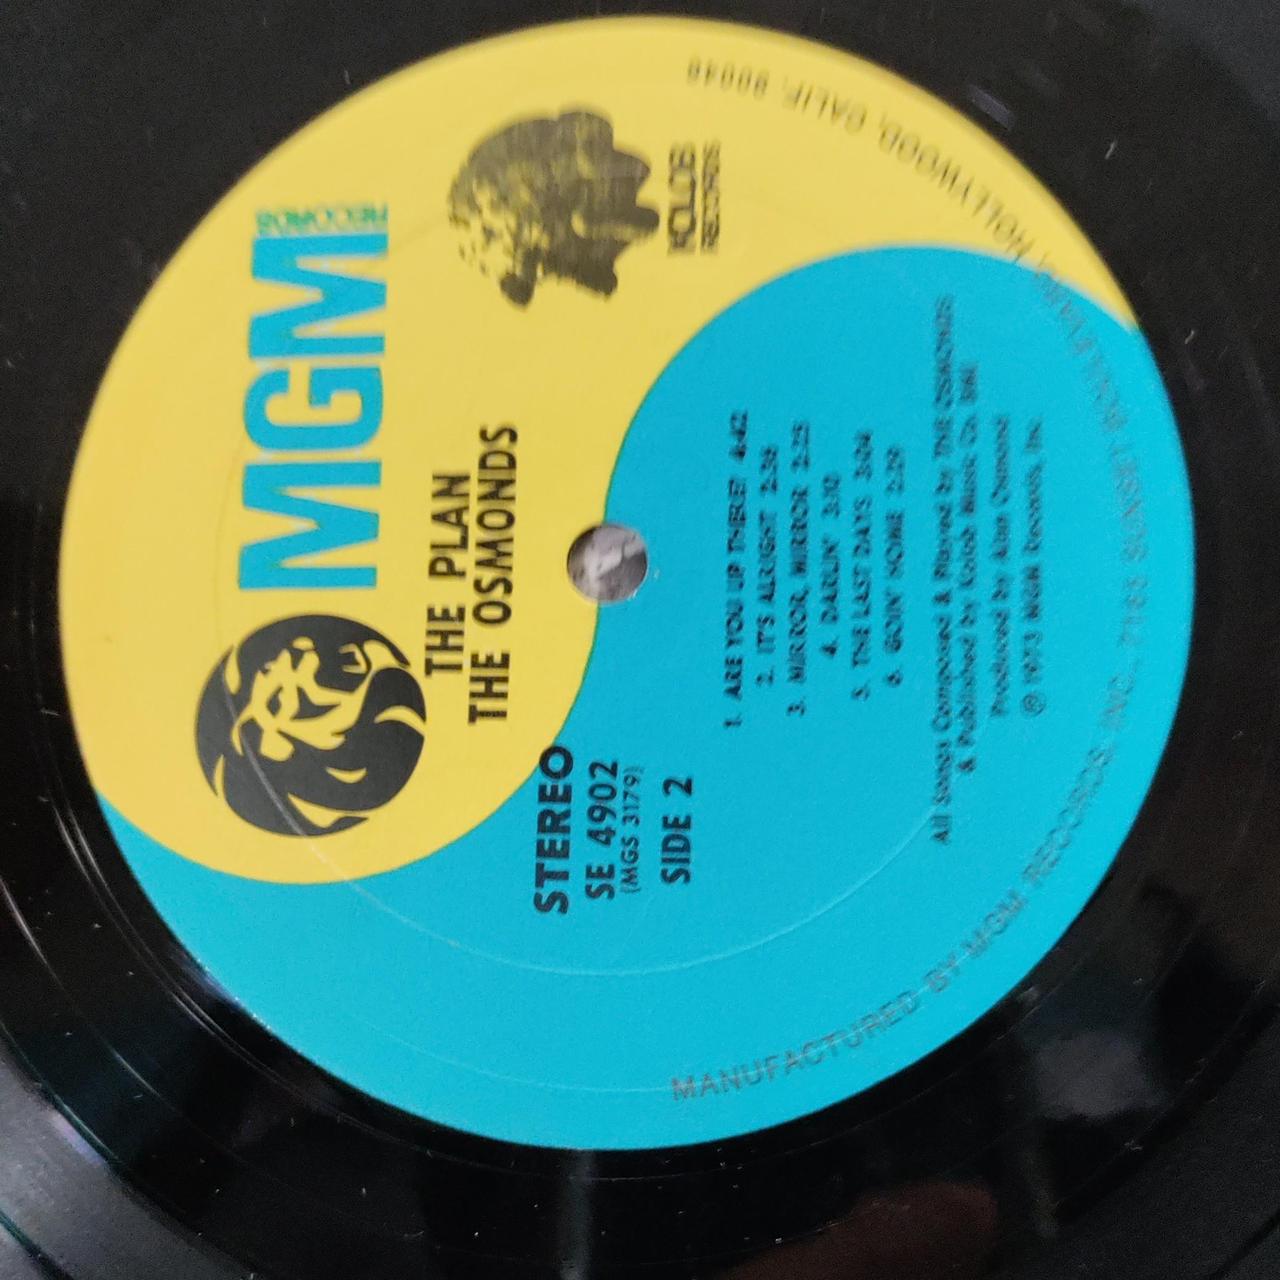 MGM
RECORDS
KOLOB
RECORDS
THE PLAN
THE OSMONDS
STEREO
SE 4902
(MGS 3179)
SIDE 2
1. ARE YOU UP THERE? 4:42
2. IT'S ALRIGHT 2:36
3. MIRROR, MIRROR 2:25
4. DARLIN' 3:10
5. THE LAST DAYS 3:04
6. GOIN' HOME 2:29
All Songs Composed & Played by THE OSMONDS
& Published by Kolob Music Co. BMI
Produced by Alan Osmond
℗ 1973 MGM Records, Inc.
MANUFACTURED BY MGM RECORDS, INC., 7165 SUNSET BOULEVARD, HOLLYWOOD, CALIF. 90046